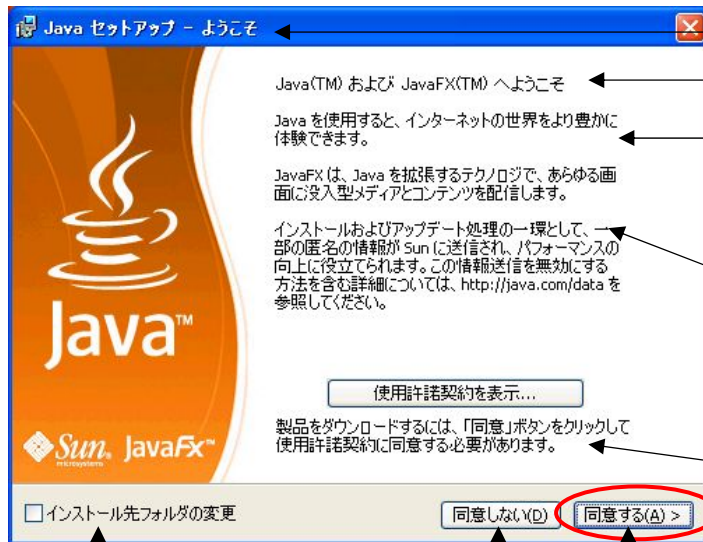 Java セットアップ - ようこそ
Java(TM) および JavaFX(TM) へようこそ
Java を使用すると、インターネットの世界をより豊かに
体験できます。
JavaFX は、Java を拡張するテクノロジで、あらゆる画
面に没入型メディアとコンテンツを配信します。
インストールおよびアップデート処理の一環として、一
部の匿名の情報が Sun に送信され、パフォーマンスの
向上に役立てられます。この情報送信を無効にする
方法を含む詳細については、http://java.com/data を
参照してください。
Java™
使用許諾契約を表示...
製品をダウンロードするには、「同意」ボタンをクリックして
使用許諾契約に同意する必要があります。
Sun microsystems JavaFX™
インストール先フォルダの変更
同意しない(D)
同意する(A) >